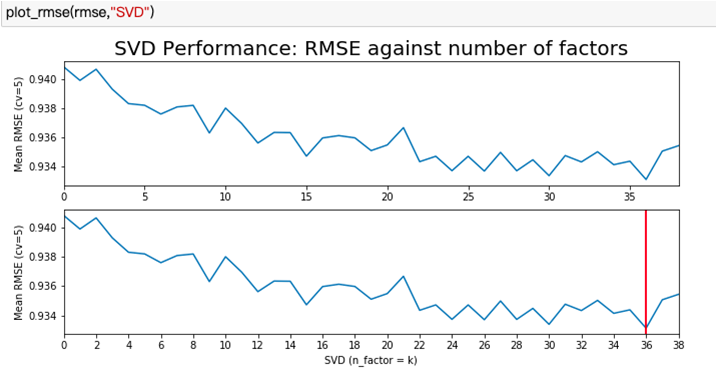 plot_rmse(rmse,"SVD")
SVD Performance: RMSE against number of factors
Mean RMSE (cv=5)
0.940
0.938
0.936
0.934
0 5 10 15 20 25 30 35
Mean RMSE (cv=5)
0.940
0.938
0.936
0.934
0 2 4 6 8 10 12 14 16 18 20 22 24 26 28 30 32 34 36 38
SVD (n_factor = k)